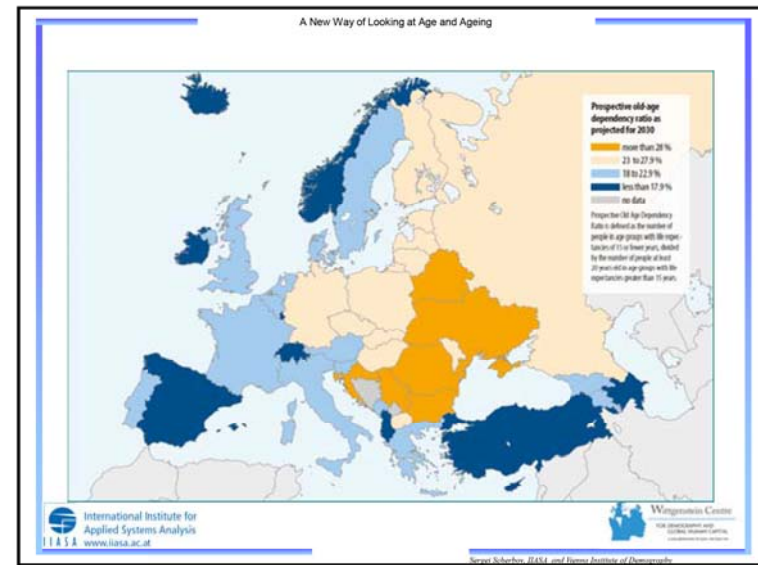 A New Way of Looking at Age and Ageing
Prospective old-age
dependency ratio as
projected for 2030
more than 28 %
23 to 27.9 %
18 to 22.9 %
less than 17.9 %
no data
Prospective Old Age Dependency
Ratio is defined as the number of
people in age groups with life expec-
tancies of 15 or fewer years, divided
by the number of people at least
20 years old in age groups with life
expectancies greater than 15 years.
International Institute for
Applied Systems Analysis
IIASA www.iiasa.ac.at
Wittgenstein Centre
FOR DEMOGRAPHY AND
GLOBAL HUMAN CAPITAL
Sergei Scherbov, IIASA and Vienna Institute of Demography